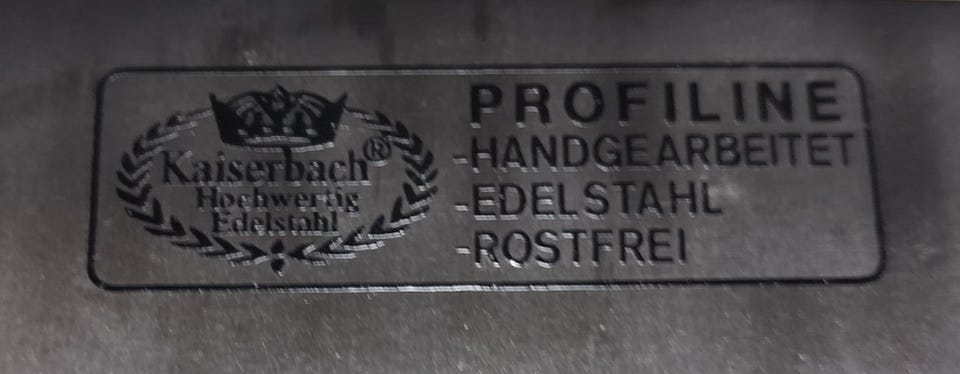 Kaiserbach®
Hochwertig
Edelstahl
PROFILINE
-HANDGEARBEITET
-EDELSTAHL
-ROSTFREI